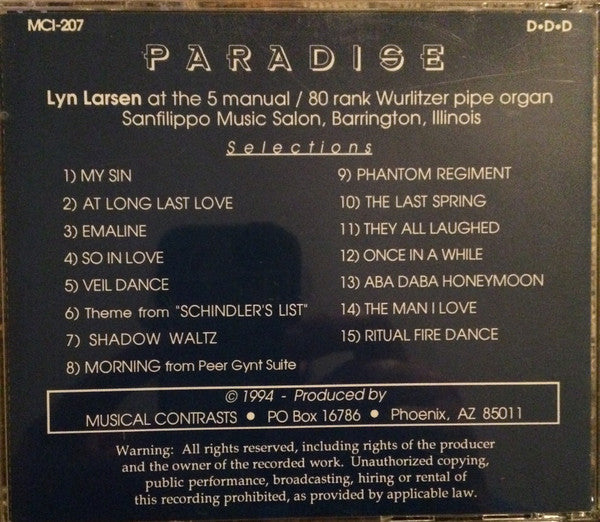 MCI-207
D•D•D
PARADISE
Lyn Larsen at the 5 manual / 80 rank Wurlitzer pipe organ
Sanfilippo Music Salon, Barrington, Illinois
Selections
1) MY SIN
2) AT LONG LAST LOVE
3) EMALINE
4) SO IN LOVE
5) VEIL DANCE
6) Theme from "SCHINDLER'S LIST"
7) SHADOW WALTZ
8) MORNING from Peer Gynt Suite
9) PHANTOM REGIMENT
10) THE LAST SPRING
11) THEY ALL LAUGHED
12) ONCE IN A WHILE
13) ABA DABA HONEYMOON
14) THE MAN I LOVE
15) RITUAL FIRE DANCE
© 1994 - Produced by
MUSICAL CONTRASTS • PO Box 16786 • Phoenix, AZ 85011
Warning: All rights reserved, including rights of the producer
and the owner of the recorded work. Unauthorized copying,
public performance, broadcasting, hiring or rental of
this recording prohibited, as provided by applicable law.